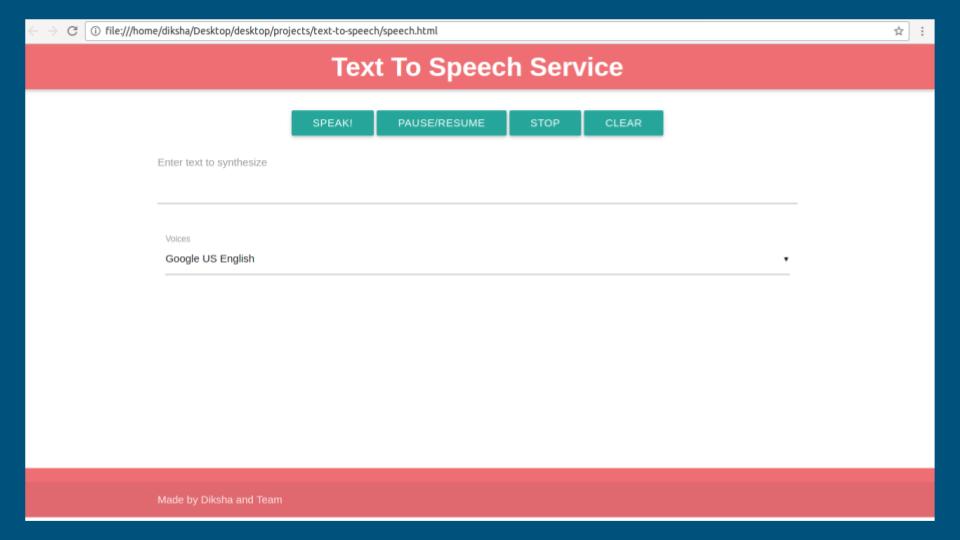 file:///home/diksha/Desktop/desktop/projects/text-to-speech/speech.html
Text To Speech Service
SPEAK! PAUSE/RESUME STOP CLEAR
Enter text to synthesize
Voices
Google US English
Made by Diksha and Team